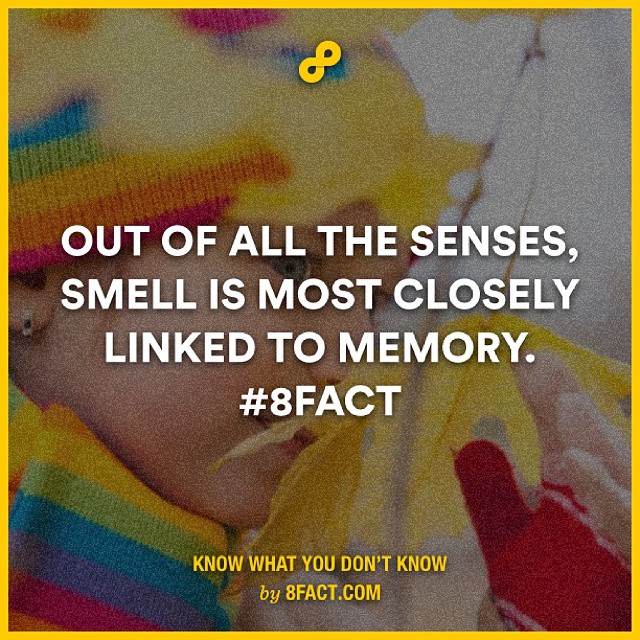 OUT OF ALL THE SENSES,
SMELL IS MOST CLOSELY
LINKED TO MEMORY.
#8FACT
KNOW WHAT YOU DON'T KNOW
by 8FACT.COM